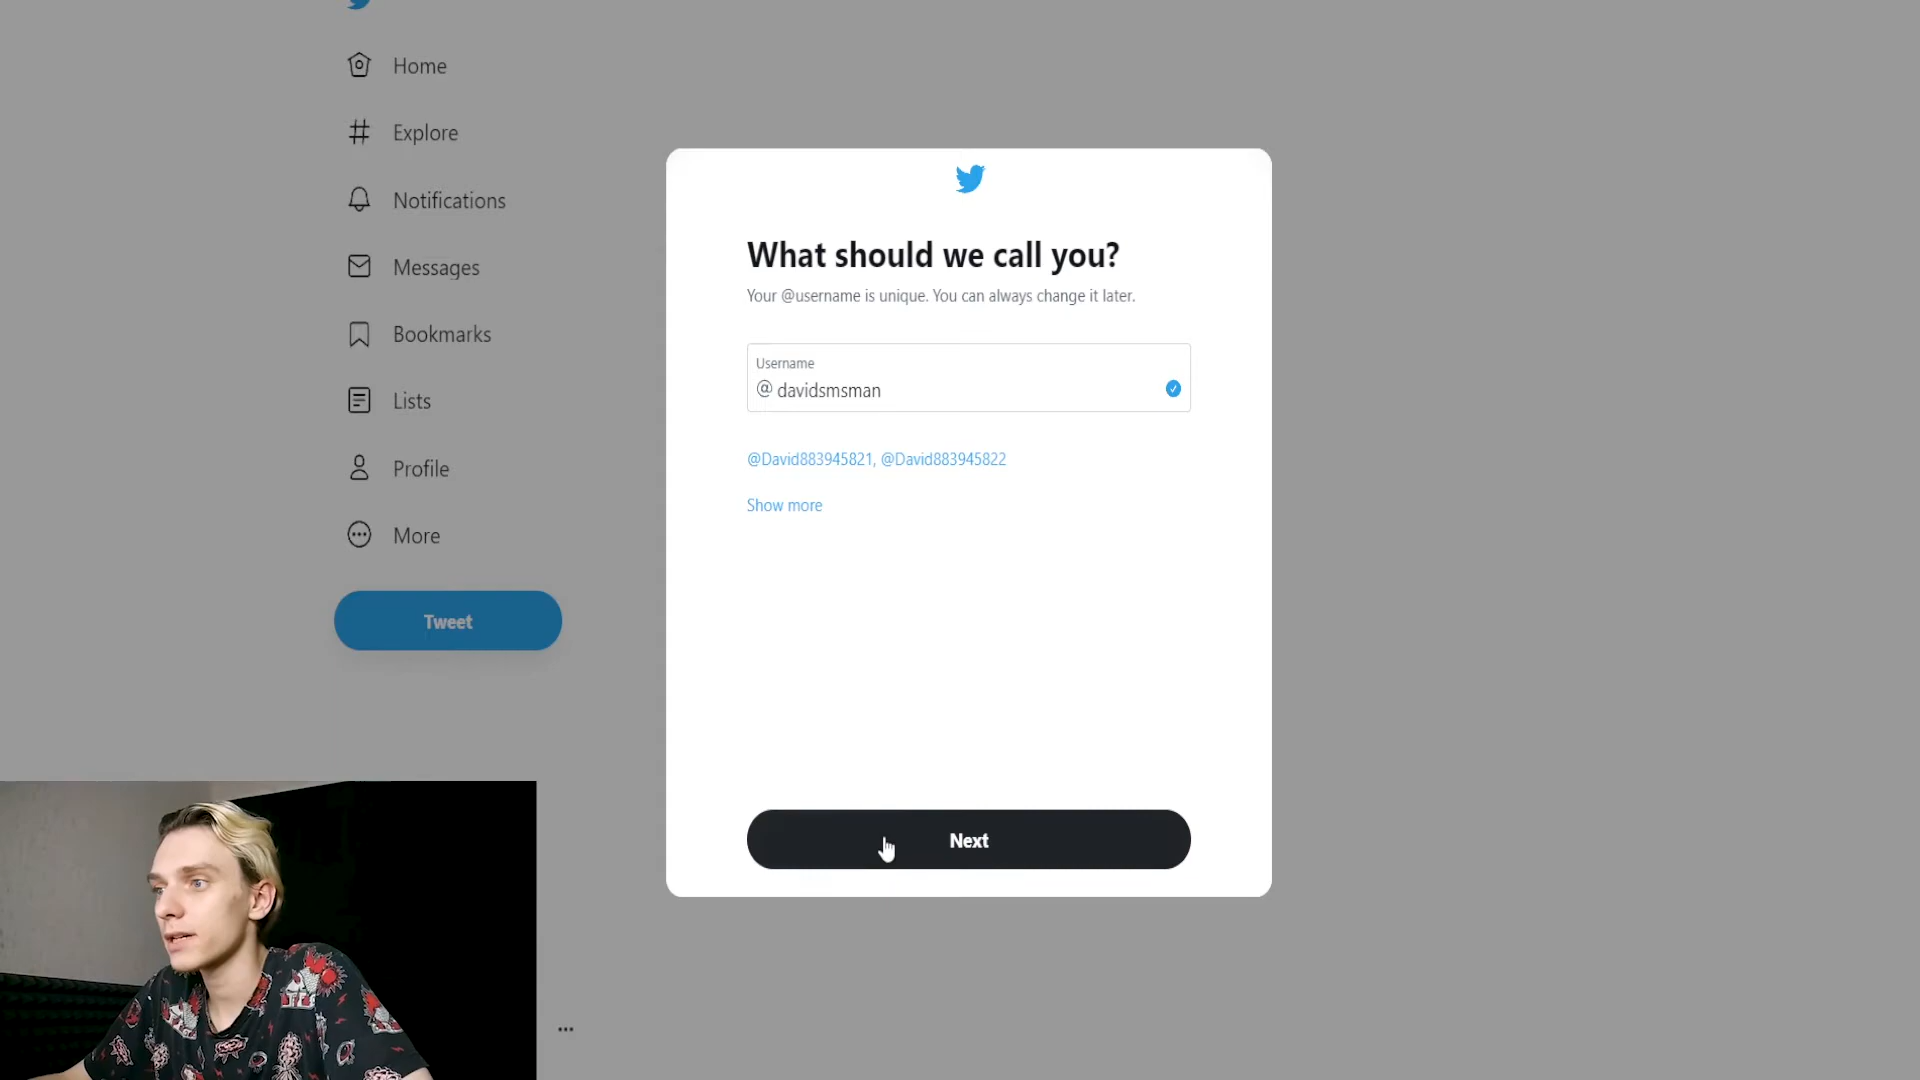 Home
Explore
Notifications
Messages
Bookmarks
Lists
Profile
More
Tweet
What should we call you?
Your @username is unique. You can always change it later.
Username
@ davidsmsman
@David883945821, @David883945822
Show more
Next